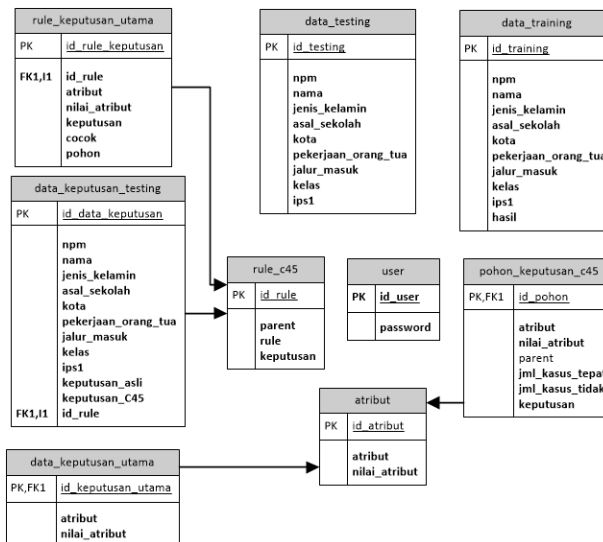 rule_keputusan_utama
PK id_rule_keputusan
FK1,I1 id_rule
atribut
nilai_atribut
keputusan
cocok
pohon
data_testing
PK id_testing
npm
nama
jenis_kelamin
asal_sekolah
kota
pekerjaan_orang_tua
jalur_masuk
kelas
ips1
data_training
PK id_training
npm
nama
jenis_kelamin
asal_sekolah
kota
pekerjaan_orang_tua
jalur_masuk
kelas
ips1
hasil
data_keputusan_testing
PK id_data_keputusan
npm
nama
jenis_kelamin
asal_sekolah
kota
pekerjaan_orang_tua
jalur_masuk
kelas
ips1
keputusan_asli
keputusan_C45
FK1,I1 id_rule
rule_c45
PK id_rule
parent
rule
keputusan
user
PK id_user
password
pohon_keputusan_c45
PK,FK1 id_pohon
atribut
nilai_atribut
parent
jml_kasus_tepat
jml_kasus_tidak
keputusan
atribut
PK id_atribut
atribut
nilai_atribut
data_keputusan_utama
PK,FK1 id_keputusan_utama
atribut
nilai_atribut